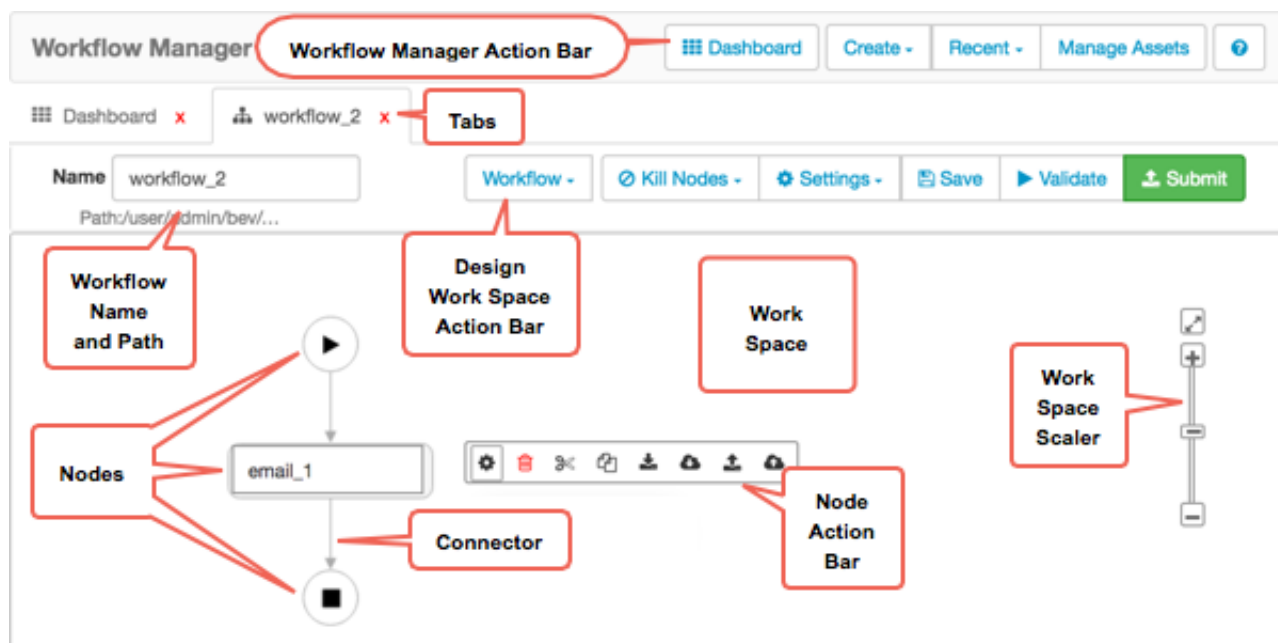 Workflow Manager
Workflow Manager Action Bar
Dashboard
Create
Recent
Manage Assets
?
Dashboard x
workflow_2 x
Tabs
Name
workflow_2
Path:/user/admin/bev/...
Workflow
Kill Nodes
Settings
Save
Validate
Submit
Workflow
Name
and Path
Design
Work Space
Action Bar
Work
Space
Work
Space
Scaler
Nodes
email_1
Connector
Node
Action
Bar